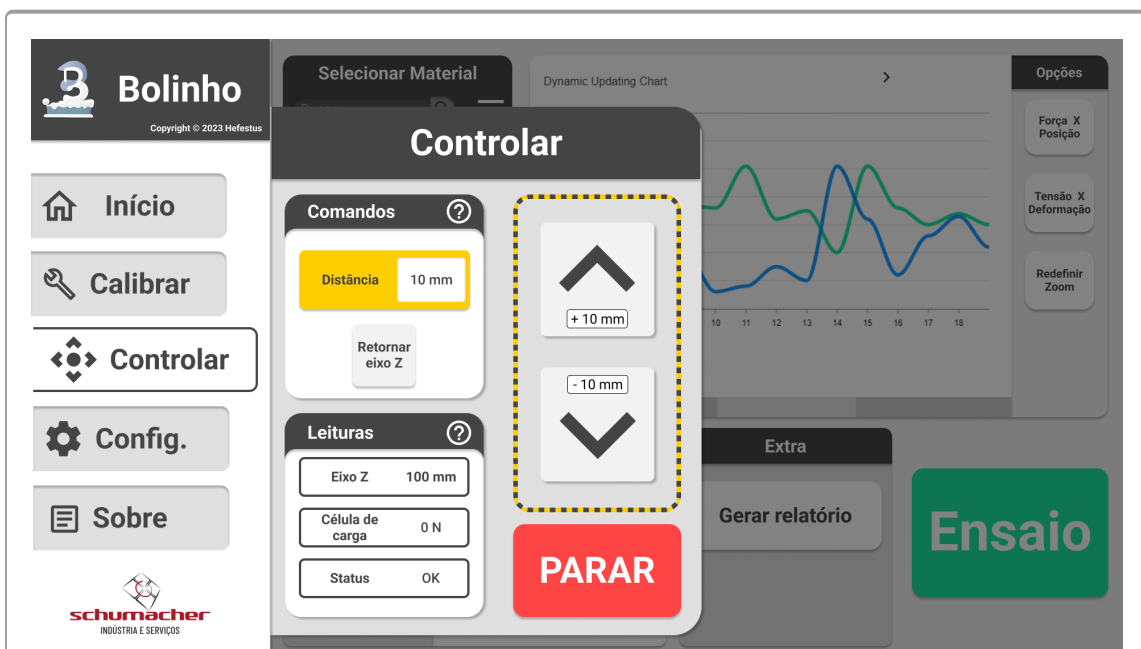 Bolinho
Copyright © 2023 Hefestus
Início
Calibrar
Controlar
Config.
Sobre
schumacher
INDÚSTRIA E SERVIÇOS
Selecionar Material
Controlar
Comandos
Distância 10 mm
Retornar
eixo Z
Leituras
Eixo Z 100 mm
Célula de
carga 0 N
Status OK
+ 10 mm
- 10 mm
PARAR
Dynamic Updating Chart
10 11 12 13 14 15 16 17 18
Opções
Força X
Posição
Tensão X
Deformação
Redefinir
Zoom
Extra
Gerar relatório
Ensaio